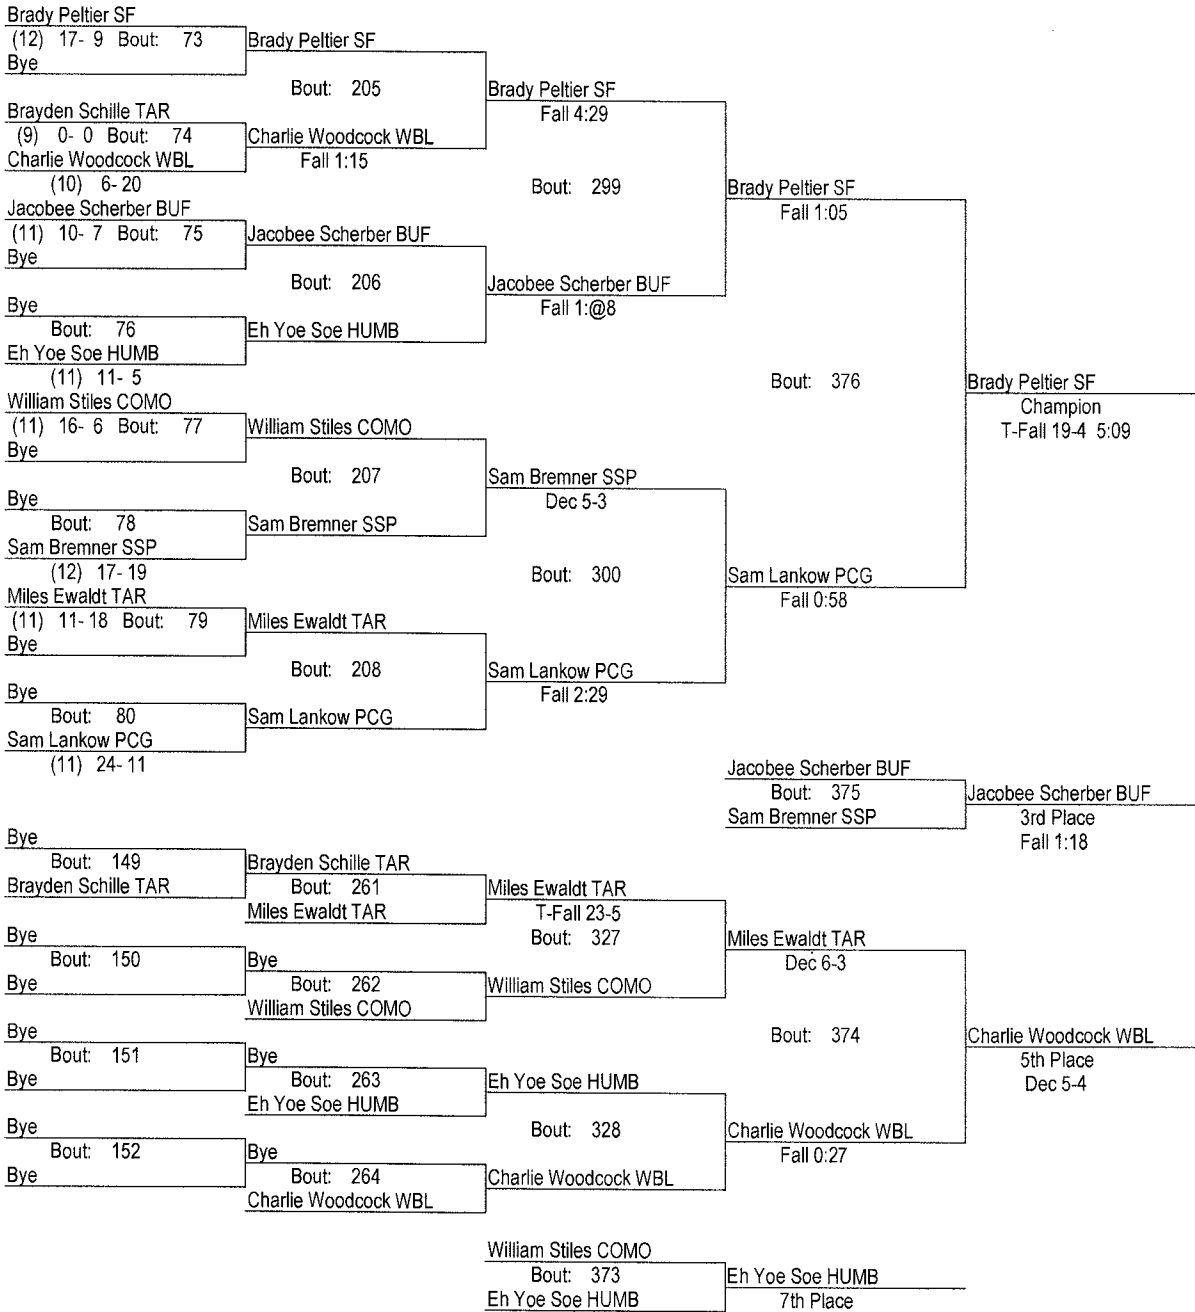 Brady Peltier SF
(12) 17- 9 Bout: 73
Bye
Brady Peltier SF
Bout: 205
Brady Peltier SF
Fall 4:29
Brayden Schille TAR
(9) 0- 0 Bout: 74
Charlie Woodcock WBL
(10) 6- 20
Charlie Woodcock WBL
Fall 1:15
Bout: 299
Brady Peltier SF
Fall 1:05
Jacobee Scherber BUF
(11) 10- 7 Bout: 75
Bye
Jacobee Scherber BUF
Bout: 206
Jacobee Scherber BUF
Fall 1:@8
Bye
Bout: 76
Eh Yoe Soe HUMB
(11) 11- 5
Eh Yoe Soe HUMB
Bout: 376
Brady Peltier SF
Champion
T-Fall 19-4 5:09
William Stiles COMO
(11) 16- 6 Bout: 77
Bye
William Stiles COMO
Bout: 207
Sam Bremner SSP
Dec 5-3
Bye
Bout: 78
Sam Bremner SSP
(12) 17- 19
Sam Bremner SSP
Bout: 300
Sam Lankow PCG
Fall 0:58
Miles Ewaldt TAR
(11) 11- 18 Bout: 79
Bye
Miles Ewaldt TAR
Bout: 208
Sam Lankow PCG
Fall 2:29
Bye
Bout: 80
Sam Lankow PCG
(11) 24- 11
Sam Lankow PCG
Jacobee Scherber BUF
Bout: 375
Sam Bremner SSP
Jacobee Scherber BUF
3rd Place
Fall 1:18
Bye
Bout: 149
Brayden Schille TAR
Brayden Schille TAR
Bout: 261
Miles Ewaldt TAR
Miles Ewaldt TAR
T-Fall 23-5
Bout: 327
Miles Ewaldt TAR
Dec 6-3
Bye
Bout: 150
Bye
Bye
Bout: 262
William Stiles COMO
William Stiles COMO
Bout: 374
Charlie Woodcock WBL
5th Place
Dec 5-4
Bye
Bout: 151
Bye
Bye
Bout: 263
Eh Yoe Soe HUMB
Eh Yoe Soe HUMB
Bout: 328
Charlie Woodcock WBL
Fall 0:27
Bye
Bout: 152
Bye
Bye
Bout: 264
Charlie Woodcock WBL
Charlie Woodcock WBL
William Stiles COMO
Bout: 373
Eh Yoe Soe HUMB
Eh Yoe Soe HUMB
7th Place